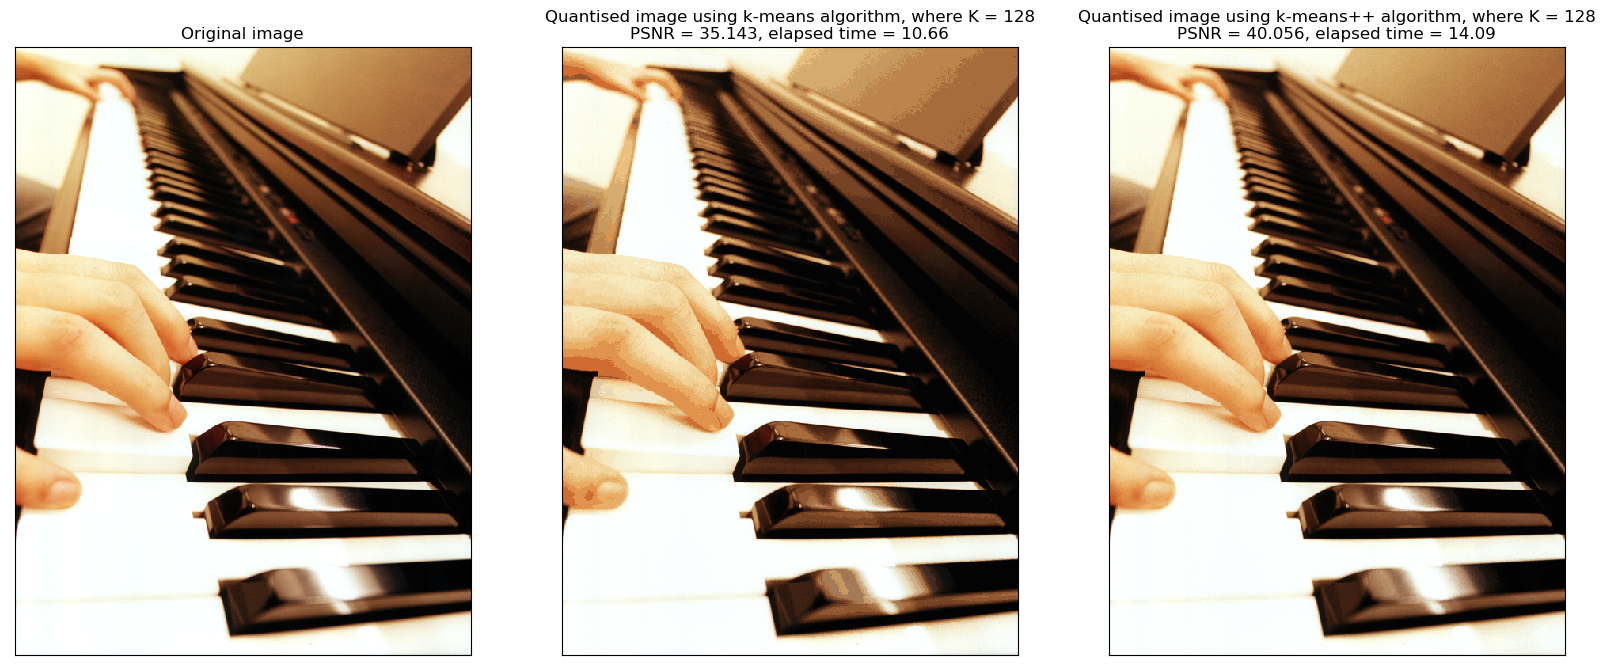 Original image
Quantised image using k-means algorithm, where K = 128
PSNR = 35.143, elapsed time = 10.66
Quantised image using k-means++ algorithm, where K = 128
PSNR = 40.056, elapsed time = 14.09